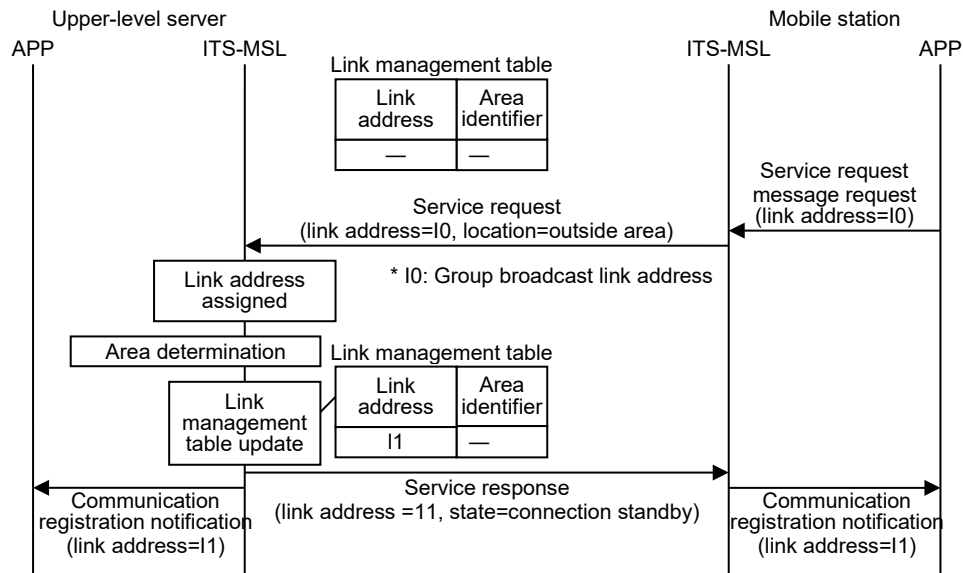 Upper-level server
Mobile station
APP
ITS-MSL
ITS-MSL
APP
Link management table
Link
address
Area
identifier
—
—
Service request
message request
(link address=I0)
Service request
(link address=I0, location=outside area)
* I0: Group broadcast link address
Link address
assigned
Area determination
Link management table
Link
management
table update
Link
address
Area
identifier
I1
—
Service response
(link address =11, state=connection standby)
Communication
registration notification
(link address=I1)
Communication
registration notification
(link address=I1)